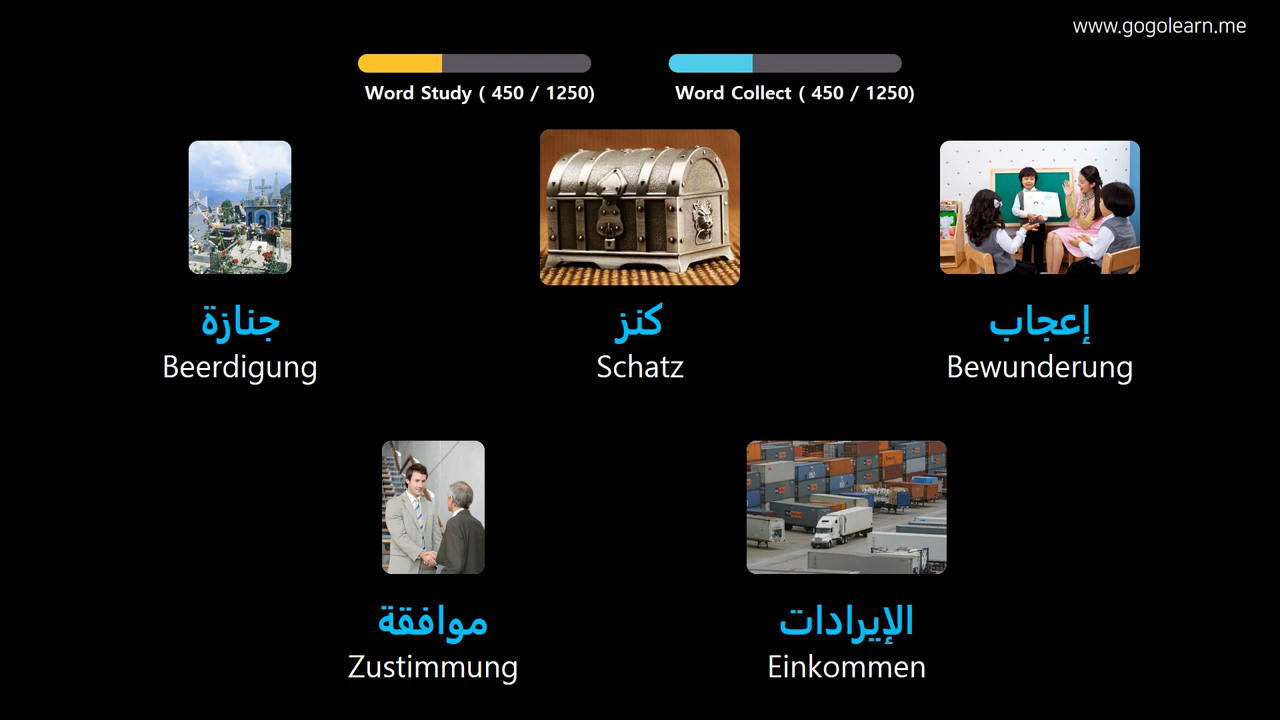 www.gogolearn.me
Word Study ( 450 / 1250)
Word Collect ( 450 / 1250)
جنازة
Beerdigung
كنز
Schatz
إعجاب
Bewunderung
موافقة
Zustimmung
الإيرادات
Einkommen